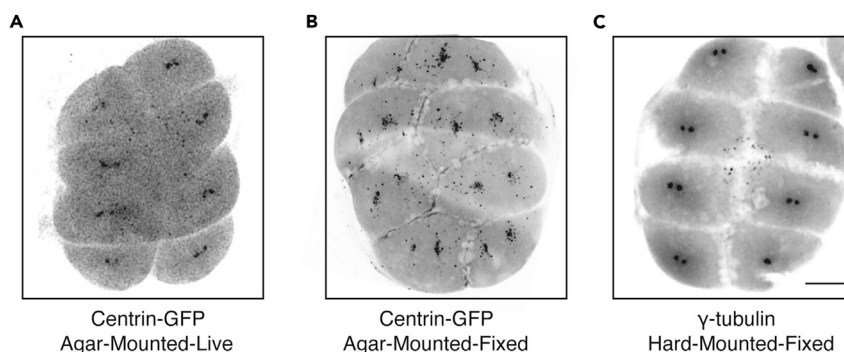 A
B
C
Centrin-GFP
Agar-Mounted-Live
Centrin-GFP
Agar-Mounted-Fixed
γ-tubulin
Hard-Mounted-Fixed